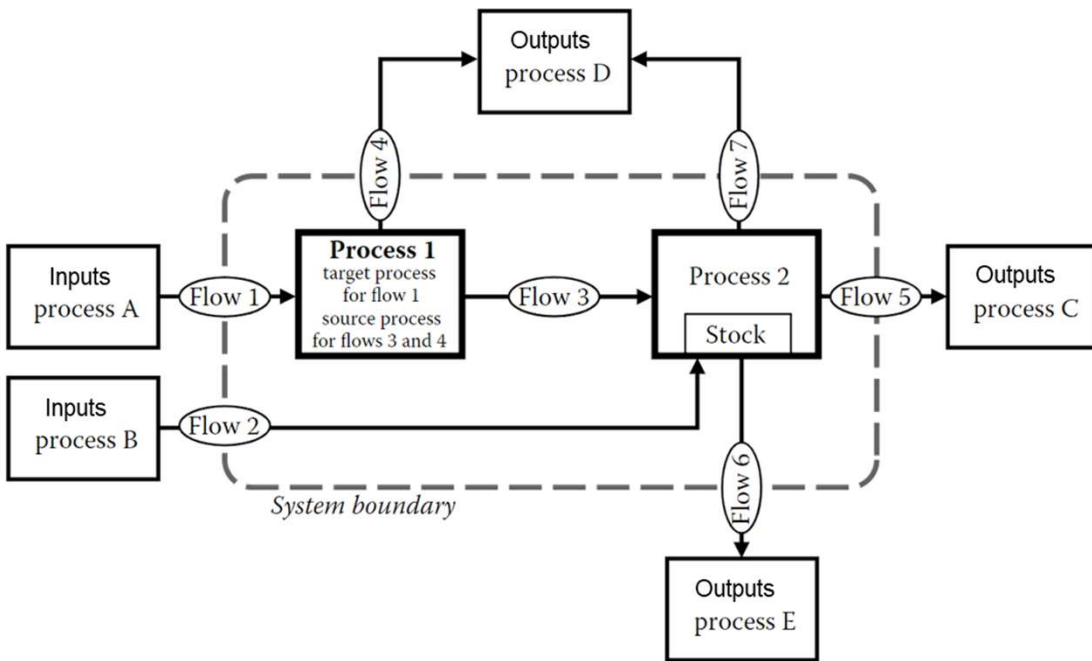 Outputs
process D
Flow 4
Flow 7
Inputs
process A
Flow 1
Process 1
target process
for flow 1
source process
for flows 3 and 4
Flow 3
Process 2
Stock
Flow 5
Outputs
process C
Inputs
process B
Flow 2
Flow 6
System boundary
Outputs
process E